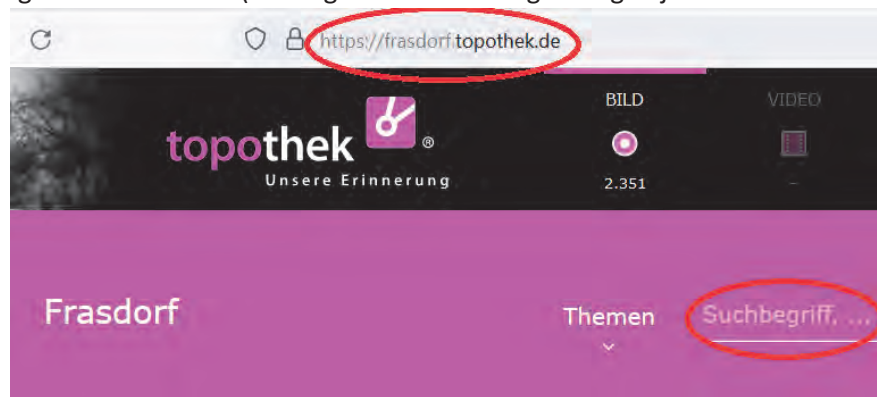 https://frasdorf.topothek.de
BILD VIDEO
topothek ®
Unsere Erinnerung
2.351 –
Frasdorf
Themen Suchbegriff, ...